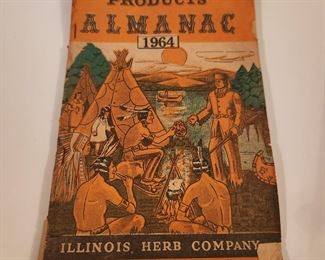 PRODUCTS
ALMANAC
1964
ILLINOIS HERB COMPANY